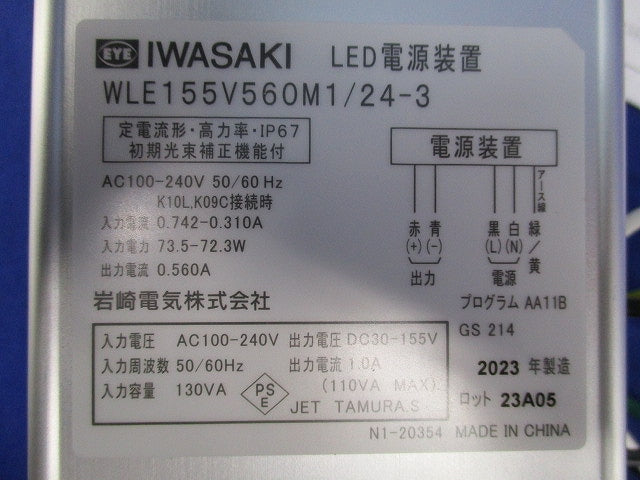 EYE IWASAKI LED電源装置
WLE155V560M1/24-3
定電流形・高力率・IP67
初期光束補正機能付
AC100-240V 50/60Hz
K10L,K09C接続時
入力電流 0.742-0.310A
入力電力 73.5-72.3W
出力電流 0.560A
岩崎電気株式会社
電源装置
アース線
赤 青 黒 白 緑/黄
(+) (-) (L) (N)
出力 電源
プログラム AA11B
GS 214
2023 年製造
ロット 23A05
入力電圧 AC100-240V 出力電圧 DC30-155V
入力周波数 50/60Hz 出力電流 1.0A
入力容量 130VA PSE (110VA MAX)
JET TAMURA.S
N1-20354 MADE IN CHINA